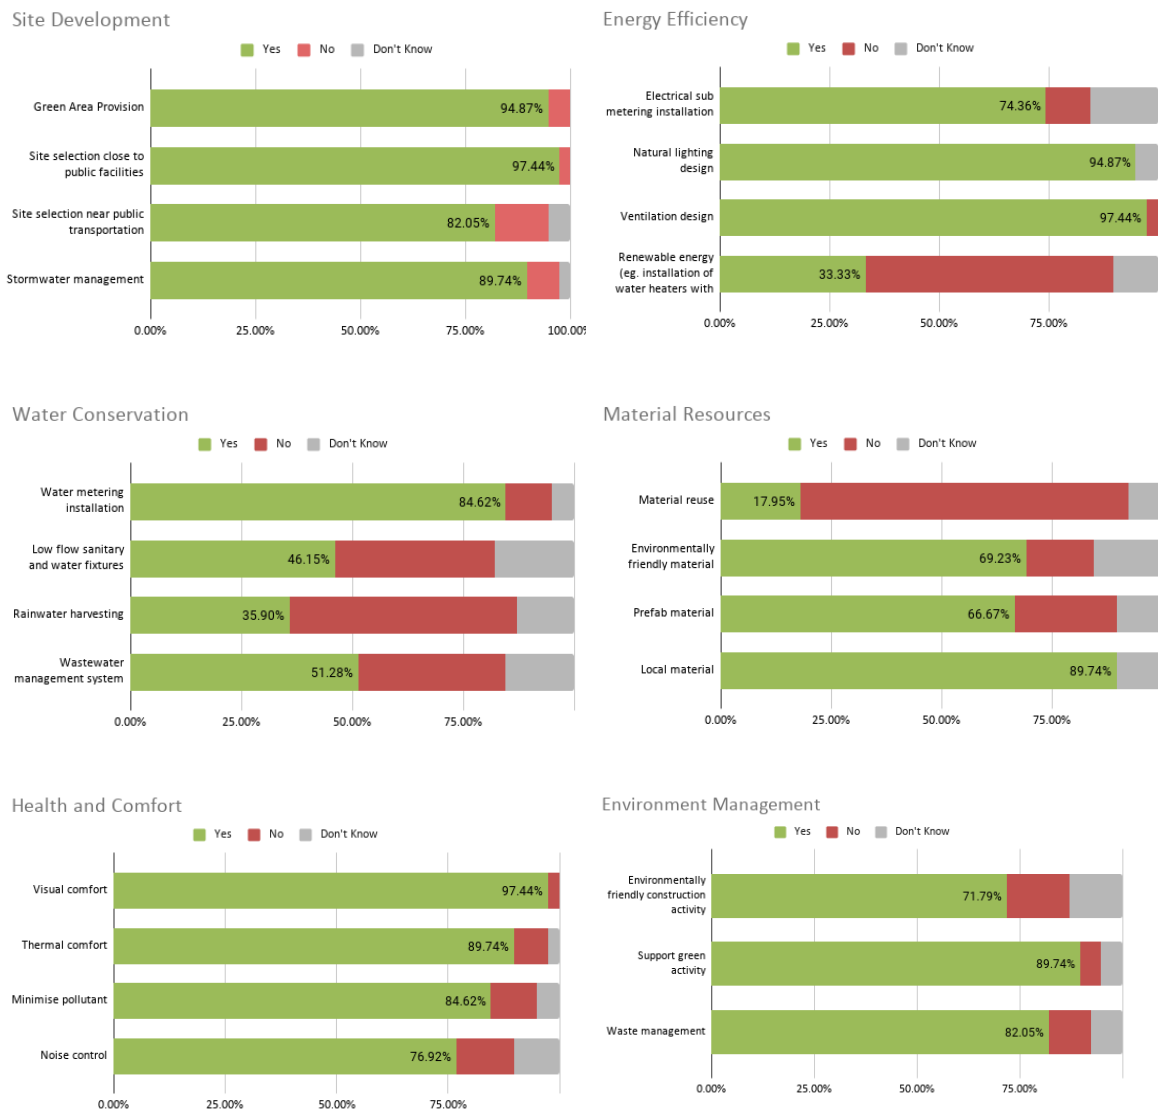 Site Development
Yes No Don't Know
Green Area Provision
94.87%
Site selection close to
public facilities
97.44%
Site selection near public
transportation
82.05%
Stormwater management
89.74%
0.00% 25.00% 50.00% 75.00% 100.00%
Energy Efficiency
Yes No Don't Know
Electrical sub
metering installation
74.36%
Natural lighting
design
94.87%
Ventilation design
97.44%
Renewable energy
(eg. installation of
water heaters with
33.33%
0.00% 25.00% 50.00% 75.00%
Water Conservation
Yes No Don't Know
Water metering
installation
84.62%
Low flow sanitary
and water fixtures
46.15%
Rainwater harvesting
35.90%
Wastewater
management system
51.28%
0.00% 25.00% 50.00% 75.00%
Material Resources
Yes No Don't Know
Material reuse
17.95%
Environmentally
friendly material
69.23%
Prefab material
66.67%
Local material
89.74%
0.00% 25.00% 50.00% 75.00%
Health and Comfort
Yes No Don't Know
Visual comfort
97.44%
Thermal comfort
89.74%
Minimise pollutant
84.62%
Noise control
76.92%
0.00% 25.00% 50.00% 75.00%
Environment Management
Yes No Don't Know
Environmentally
friendly construction
activity
71.79%
Support green
activity
89.74%
Waste management
82.05%
0.00% 25.00% 50.00% 75.00%